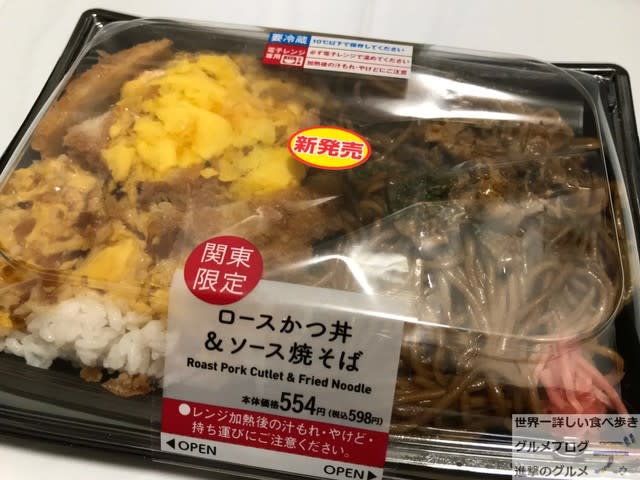 要冷蔵
10℃以下で保存してください
電子レンジ
専用
必ず電子レンジで温めてください
加熱後の汁もれ・やけどに注意
新発売
関東
限定
ロースかつ丼
&ソース焼そば
Roast Pork Cutlet & Fried Noodle
本体価格554円(税込598円)
●レンジ加熱後の汁もれ・やけど・
持ち運びにご注意ください。
◀OPEN
OPEN▶
世界一詳しい食べ歩き
グルメブログ
進撃のグルメ